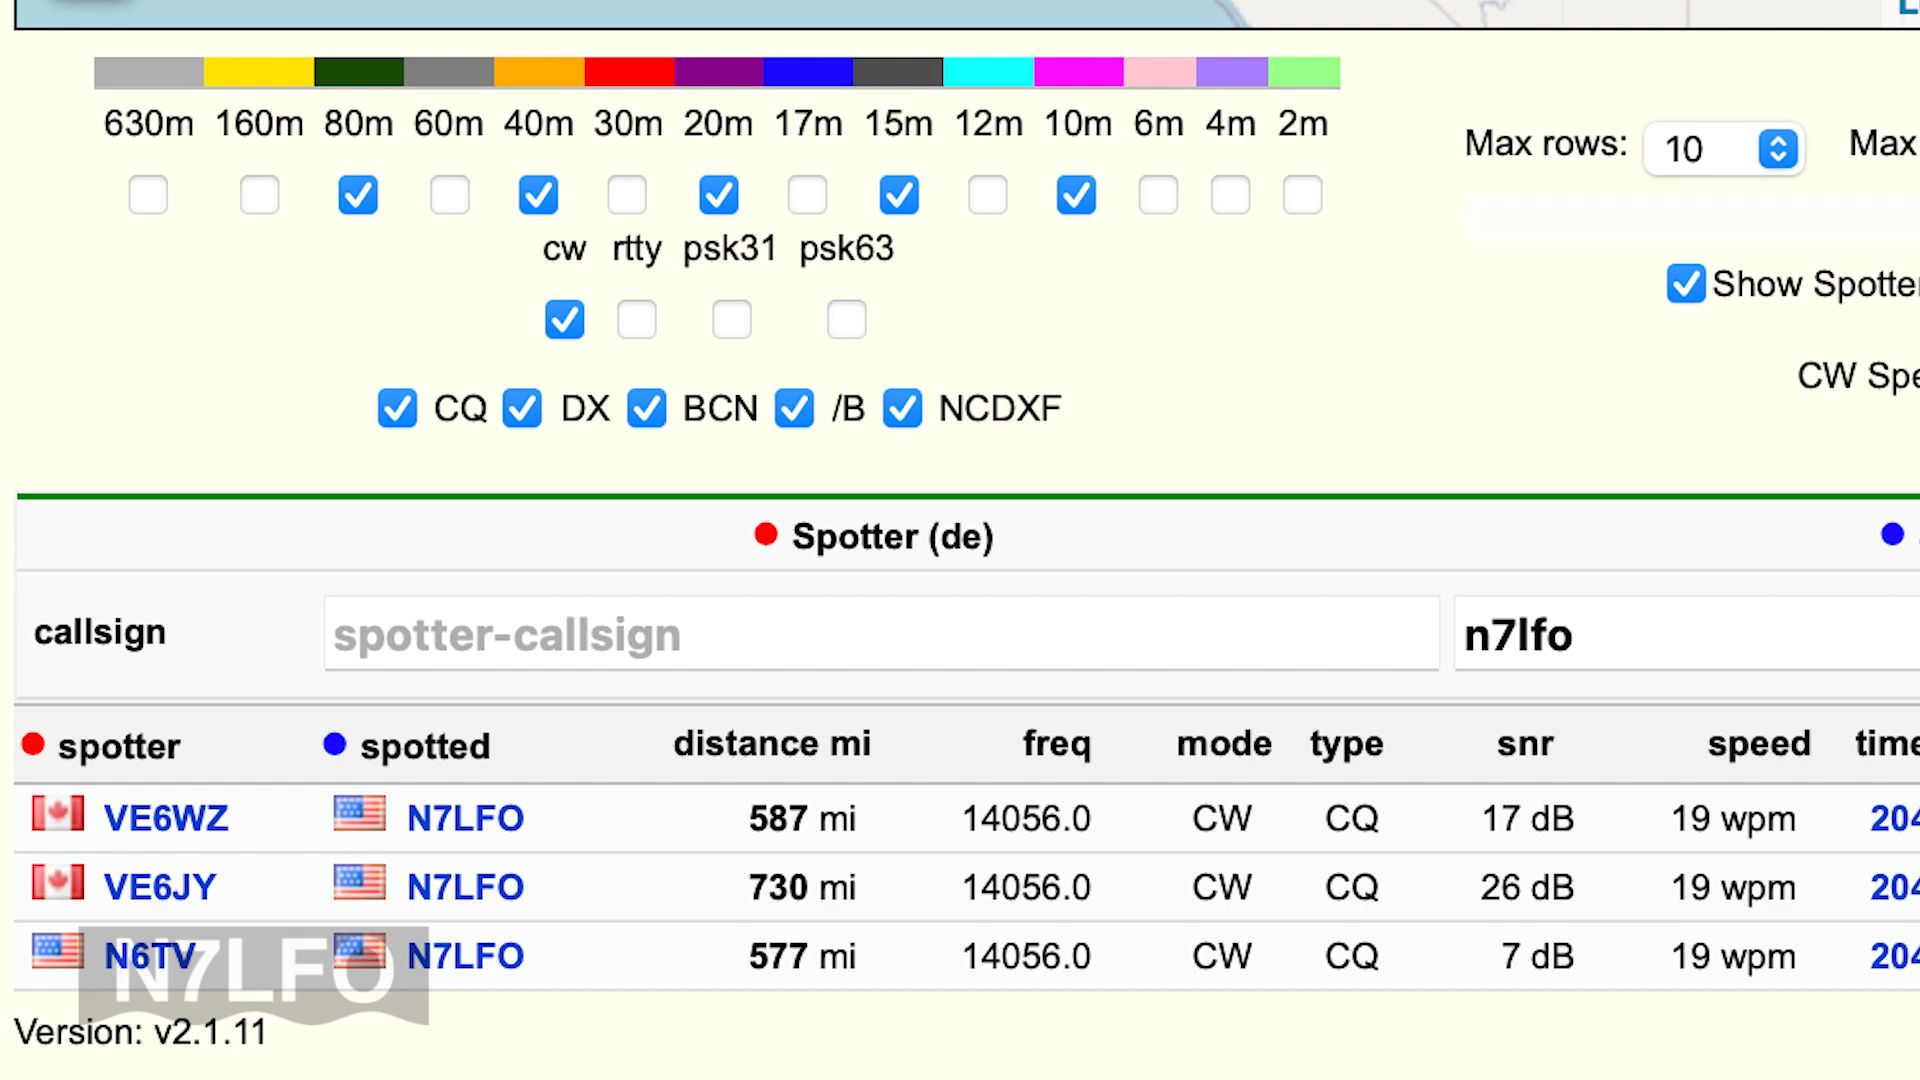 630m 160m 80m 60m 40m 30m 20m 17m 15m 12m 10m 6m 4m 2m
Max rows: 10 Max
cw rtty psk31 psk63
Show Spotter
CW Spe
CQ DX BCN /B NCDXF
Spotter (de)
callsign spotter-callsign n7lfo
spotter spotted distance mi freq mode type snr speed time
VE6WZ N7LFO 587 mi 14056.0 CW CQ 17 dB 19 wpm 204
VE6JY N7LFO 730 mi 14056.0 CW CQ 26 dB 19 wpm 204
N6TV N7LFO 577 mi 14056.0 CW CQ 7 dB 19 wpm 204
N7LFO
Version: v2.1.11